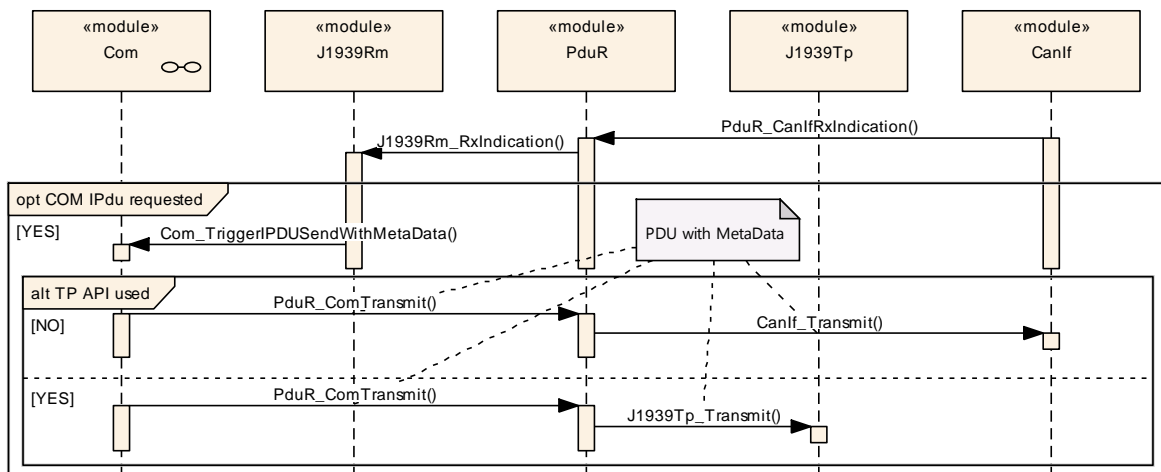 «module»
Com
«module»
J1939Rm
«module»
PduR
«module»
J1939Tp
«module»
CanIf
PduR_CanIfRxIndication()
J1939Rm_RxIndication()
opt COM IPdu requested
[YES]
Com_TriggerIPDUSendWithMetaData()
PDU with MetaData
alt TP API used
PduR_ComTransmit()
[NO]
CanIf_Transmit()
[YES]
PduR_ComTransmit()
J1939Tp_Transmit()